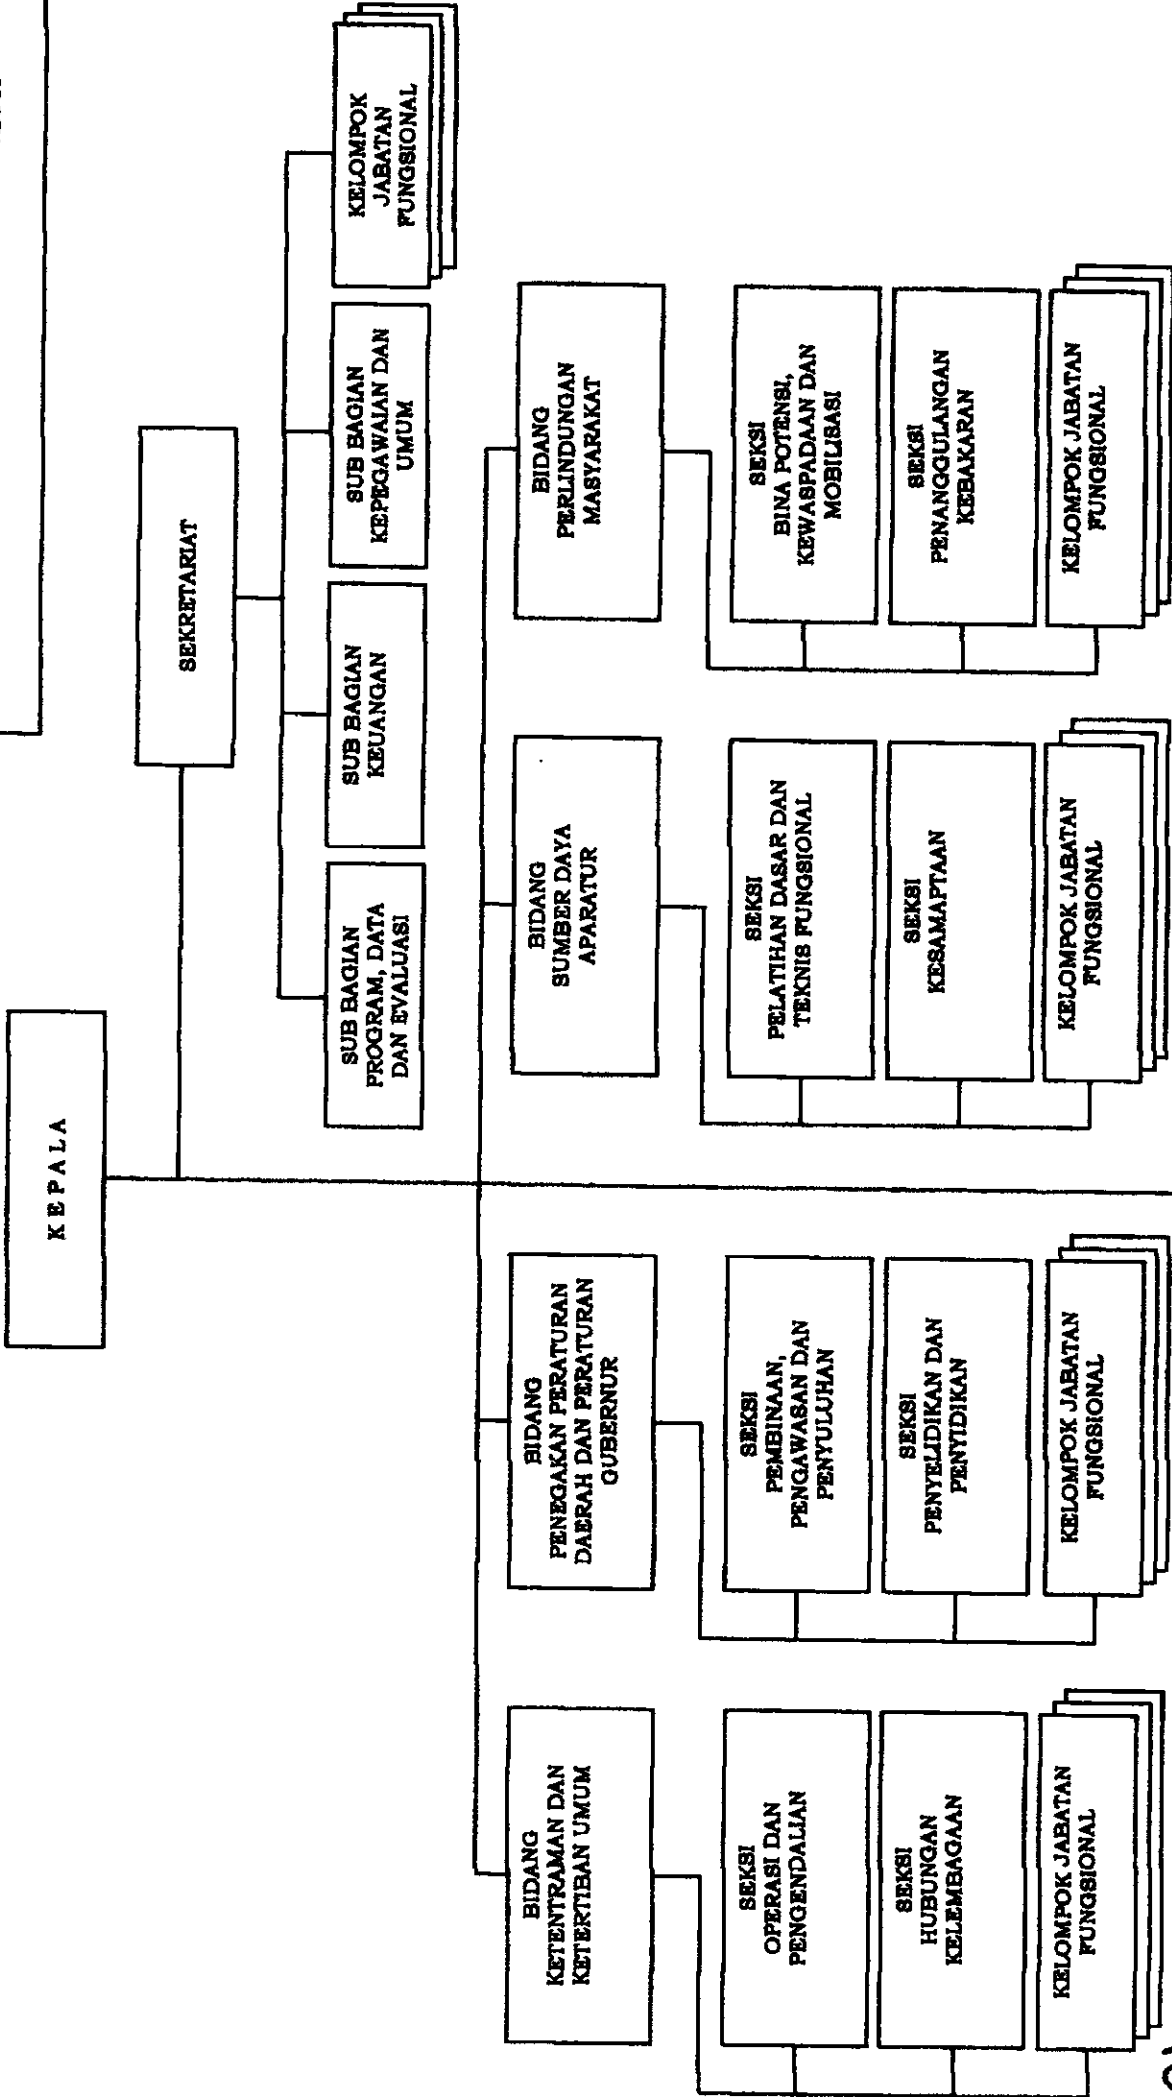 K E P A L A
SEKRETARIAT
SUB BAGIAN
PROGRAM, DATA
DAN EVALUASI
SUB BAGIAN
KEUANGAN
SUB BAGIAN
KEPEGAWAIAN DAN
UMUM
KELOMPOK
JABATAN
FUNGSIONAL
BIDANG
KETENTRAMAN DAN
KETERTIBAN UMUM
BIDANG
PENEGAKAN PERATURAN
DAERAH DAN PERATURAN
GUBERNUR
BIDANG
SUMBER DAYA
APARATUR
BIDANG
PERLINDUNGAN
MASYARAKAT
SEKSI
OPERASI DAN
PENGENDALIAN
SEKSI
PEMBINAAN,
PENGAWASAN DAN
PENYULUHAN
SEKSI
PELATIHAN DASAR DAN
TEKNIS FUNGSIONAL
SEKSI
BINA POTENSI,
KEWASPADAAN DAN
MOBILISASI
SEKSI
HUBUNGAN
KELEMBAGAAN
SEKSI
PENYELIDIKAN DAN
PENYIDIKAN
SEKSI
KESAMAPTAAN
SEKSI
PENANGGULANGAN
KEBAKARAN
KELOMPOK JABATAN
FUNGSIONAL
KELOMPOK JABATAN
FUNGSIONAL
KELOMPOK JABATAN
FUNGSIONAL
KELOMPOK JABATAN
FUNGSIONAL